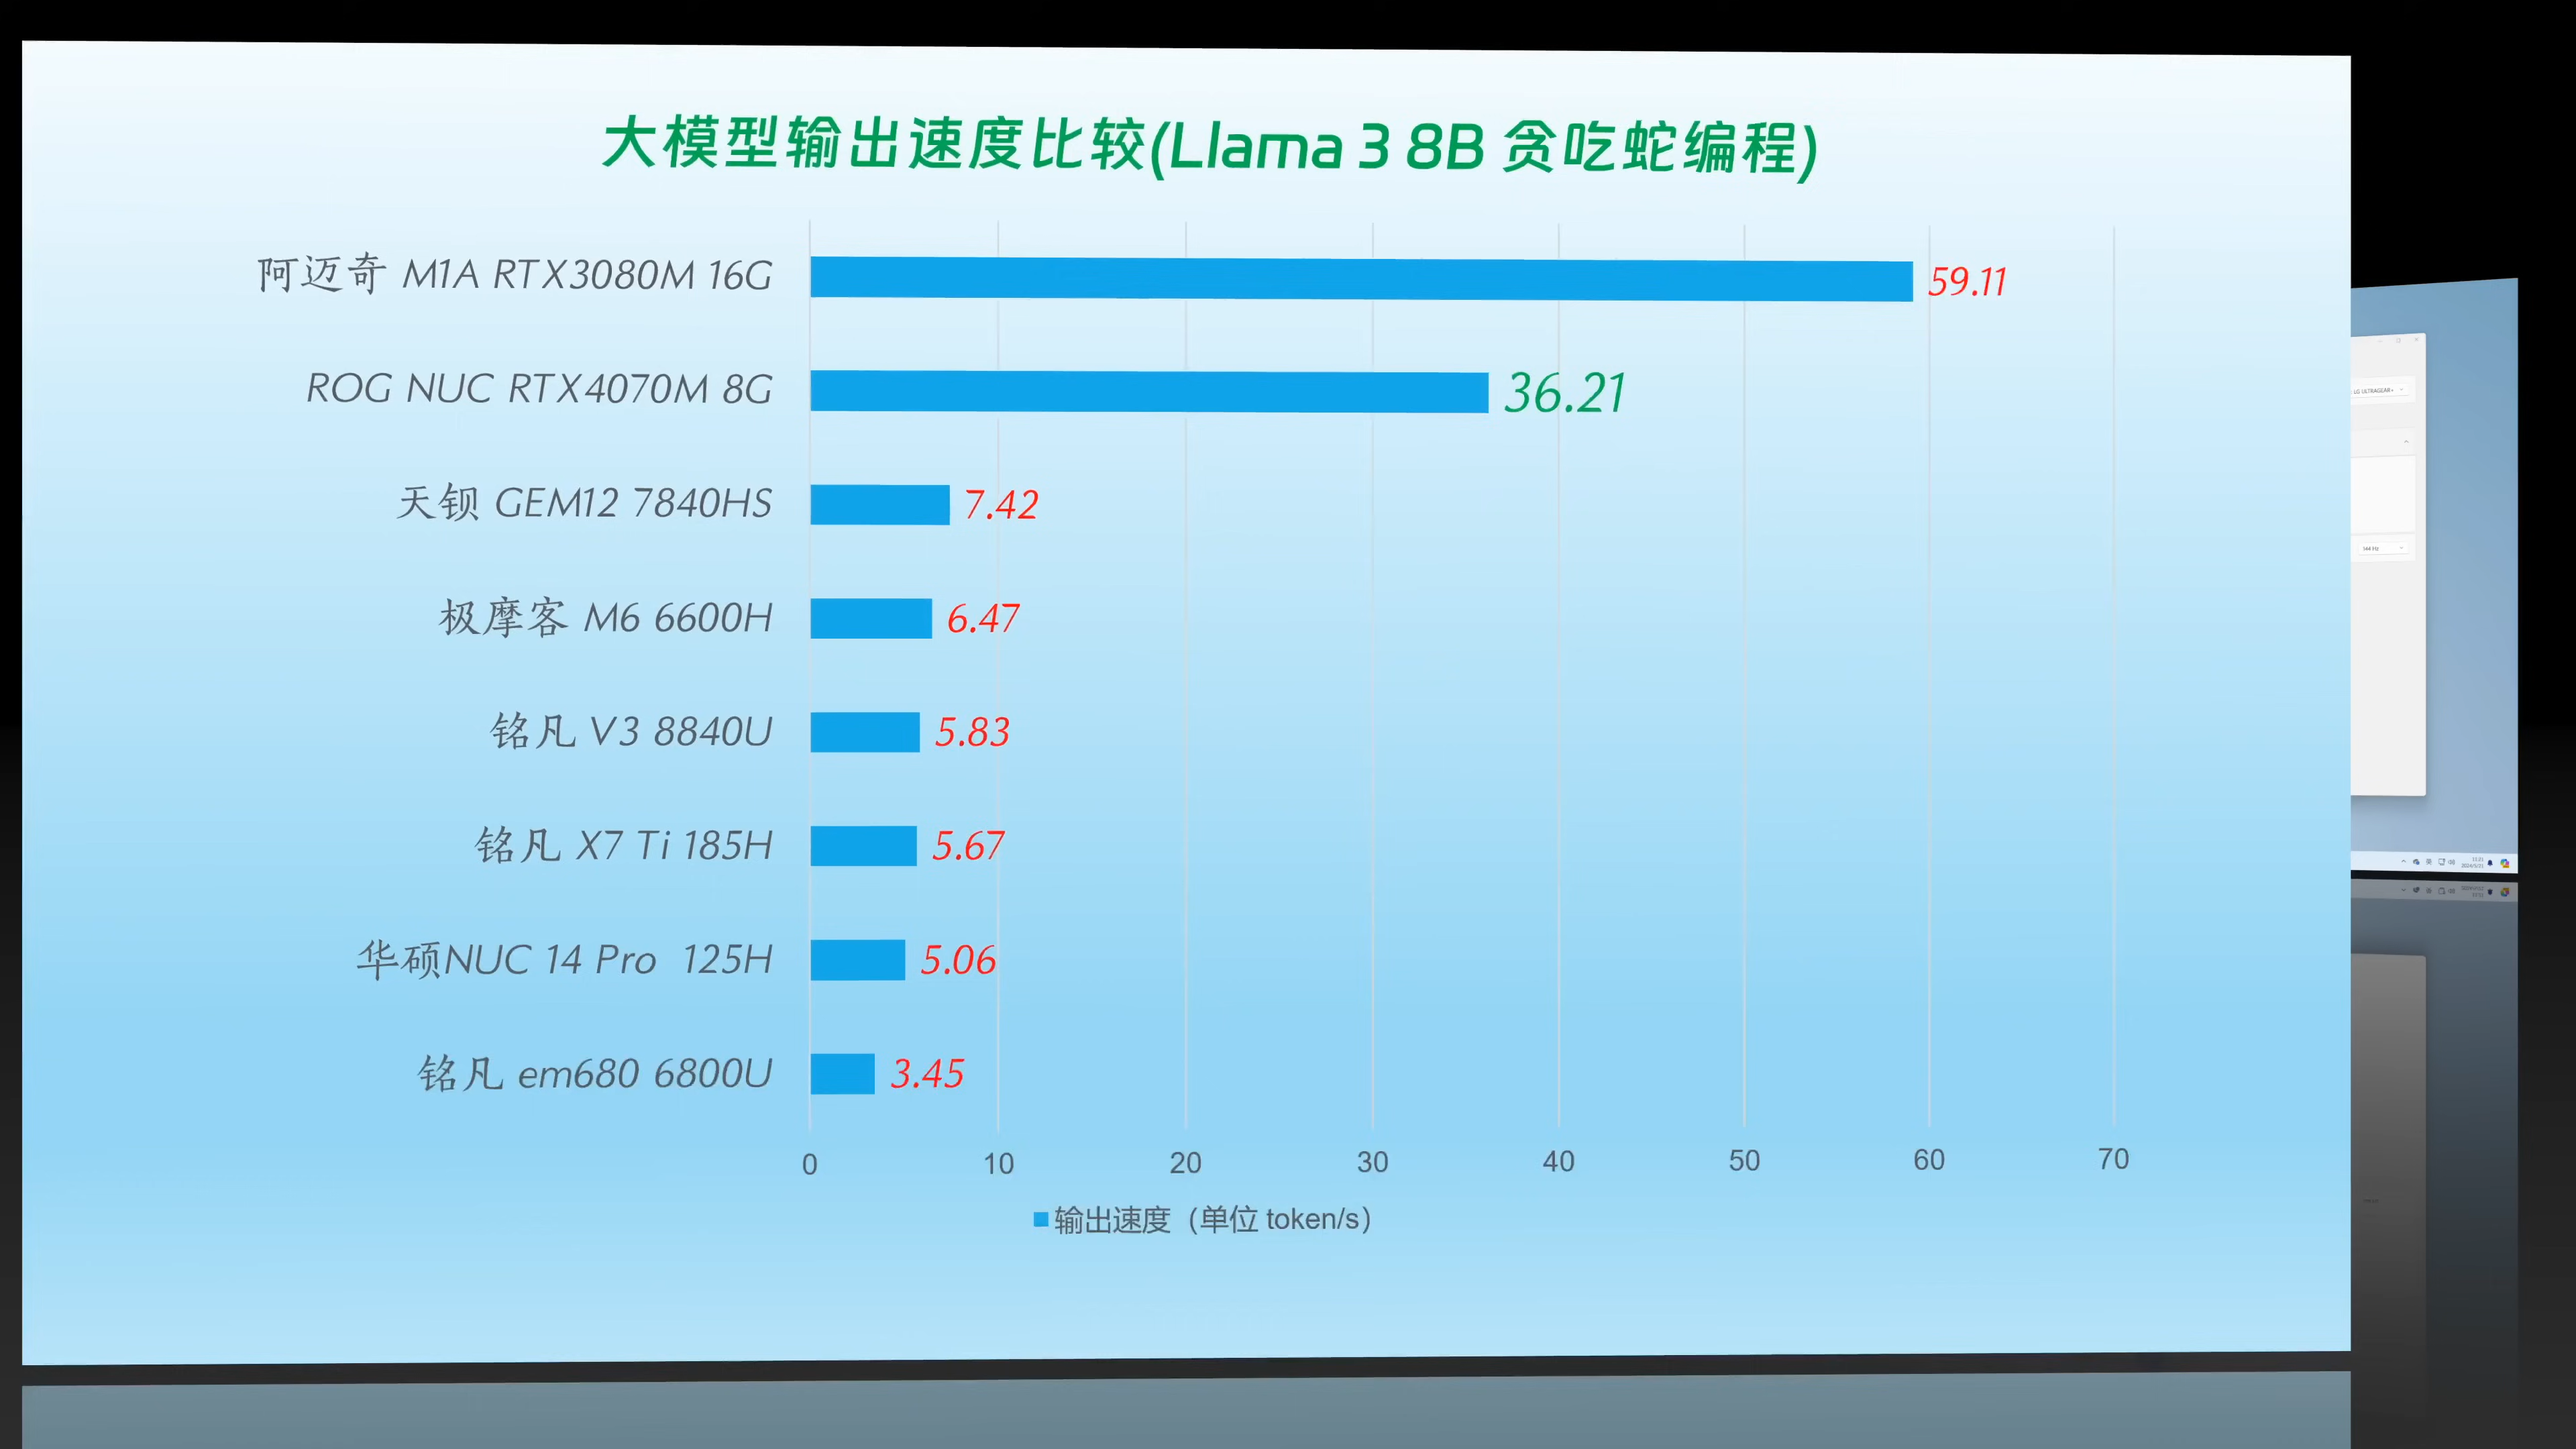 大模型输出速度比较(Llama 3 8B 贪吃蛇编程)
阿迈奇 M1A RTX3080M 16G 59.11
ROG NUC RTX4070M 8G 36.21
天钡 GEM12 7840HS 7.42
极摩客 M6 6600H 6.47
铭凡 V3 8840U 5.83
铭凡 X7 Ti 185H 5.67
华硕NUC 14 Pro 125H 5.06
铭凡 em680 6800U 3.45
0 10 20 30 40 50 60 70
输出速度（单位 token/s）
LG ULTRAGEAR+
144 Hz